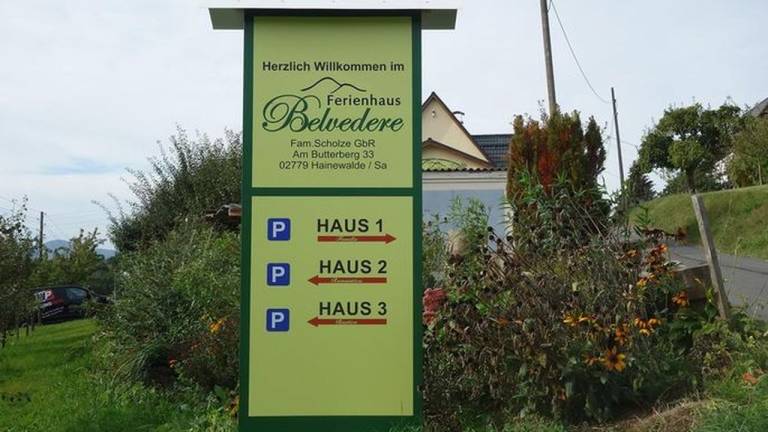 Herzlich Willkommen im
Ferienhaus
Belvedere
Fam.Scholze GbR
Am Butterberg 33
02779 Hainewalde / Sa
P HAUS 1
P HAUS 2
P HAUS 3